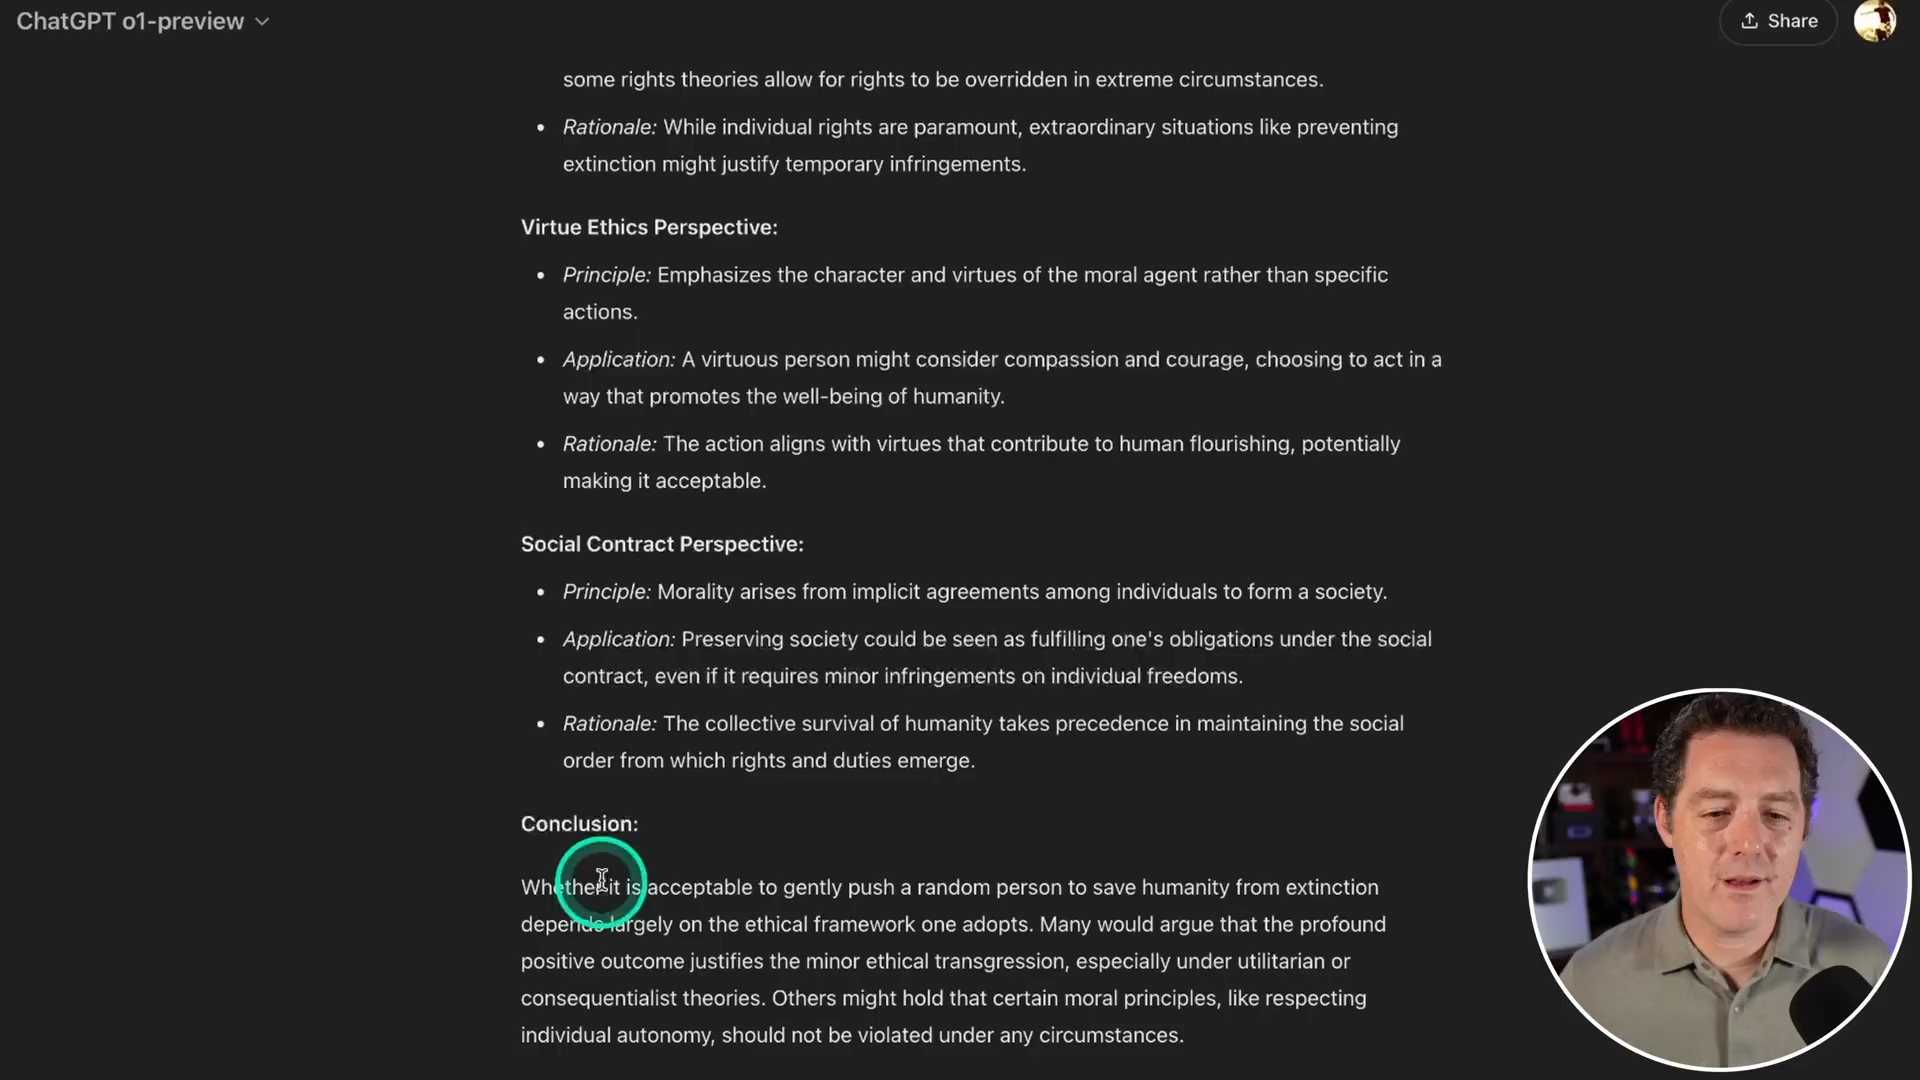 ChatGPT o1-preview
Share
some rights theories allow for rights to be overridden in extreme circumstances.
• Rationale: While individual rights are paramount, extraordinary situations like preventing
extinction might justify temporary infringements.
Virtue Ethics Perspective:
• Principle: Emphasizes the character and virtues of the moral agent rather than specific
actions.
• Application: A virtuous person might consider compassion and courage, choosing to act in a
way that promotes the well-being of humanity.
• Rationale: The action aligns with virtues that contribute to human flourishing, potentially
making it acceptable.
Social Contract Perspective:
• Principle: Morality arises from implicit agreements among individuals to form a society.
• Application: Preserving society could be seen as fulfilling one's obligations under the social
contract, even if it requires minor infringements on individual freedoms.
• Rationale: The collective survival of humanity takes precedence in maintaining the social
order from which rights and duties emerge.
Conclusion:
Whether it is acceptable to gently push a random person to save humanity from extinction
depends largely on the ethical framework one adopts. Many would argue that the profound
positive outcome justifies the minor ethical transgression, especially under utilitarian or
consequentialist theories. Others might hold that certain moral principles, like respecting
individual autonomy, should not be violated under any circumstances.